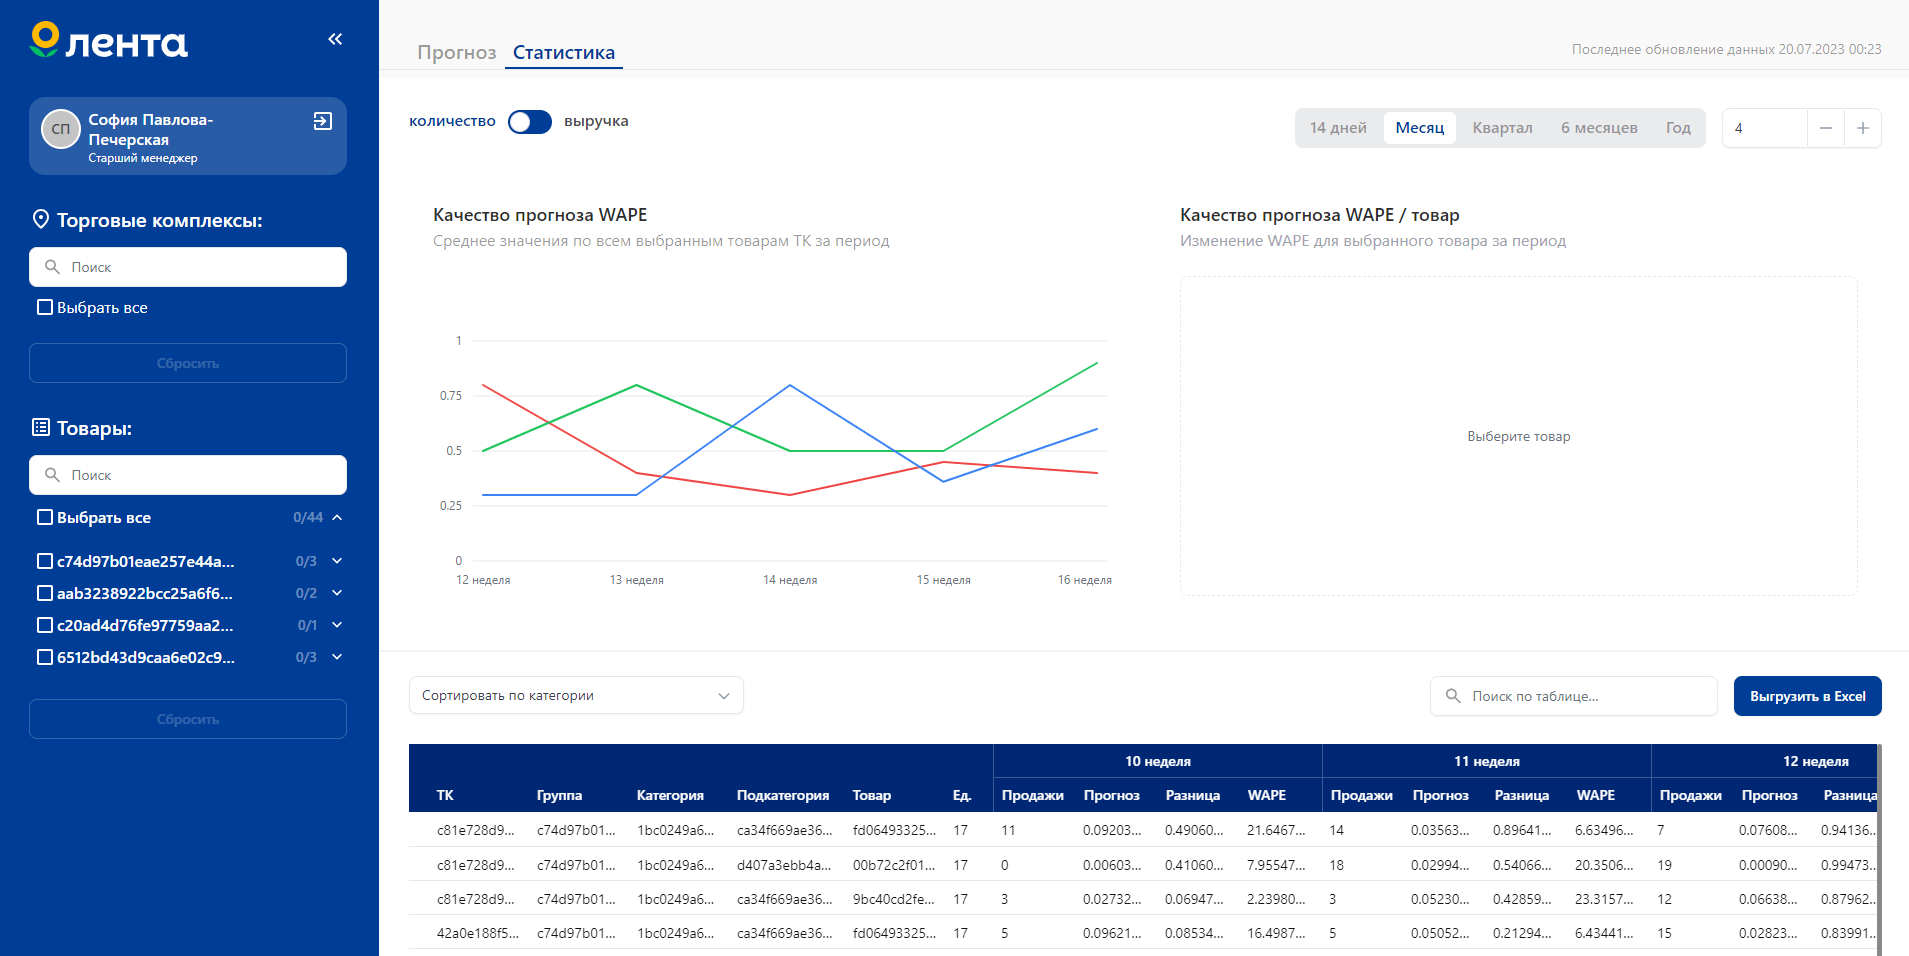 лента
СП
София Павлова-
Печерская
Старший менеджер
Торговые комплексы:
Поиск
Выбрать все
Сбросить
Товары:
Поиск
Выбрать все 0/44
c74d97b01eae257e44a... 0/3
aab3238922bcc25a6f6... 0/2
c20ad4d76fe97759aa2... 0/1
6512bd43d9caa6e02c9... 0/3
Сбросить
Прогноз Статистика
Последнее обновление данных 20.07.2023 00:23
количество выручка
14 дней Месяц Квартал 6 месяцев Год 4
Качество прогноза WAPE
Среднее значения по всем выбранным товарам ТК за период
1
0.75
0.5
0.25
0
12 неделя 13 неделя 14 неделя 15 неделя 16 неделя
Качество прогноза WAPE / товар
Изменение WAPE для выбранного товара за период
Выберите товар
Сортировать по категории
Поиск по таблице...
Выгрузить в Excel
10 неделя 11 неделя 12 неделя
ТК Группа Категория Подкатегория Товар Ед. Продажи Прогноз Разница WAPE Продажи Прогноз Разница WAPE Продажи Прогноз Разница
c81e728d9... c74d97b01... 1bc0249a6... ca34f669ae36... fd06493325... 17 11 0.09203... 0.49060... 21.6467... 14 0.03563... 0.89641... 6.63496... 7 0.07608... 0.94136...
c81e728d9... c74d97b01... 1bc0249a6... d407a3ebb4a... 00b72c2f01... 17 0 0.00603... 0.41060... 7.95547... 18 0.02994... 0.54066... 20.3506... 19 0.00090... 0.99473...
c81e728d9... c74d97b01... 1bc0249a6... ca34f669ae36... 9bc40cd2fe... 17 3 0.02732... 0.06947... 2.23980... 3 0.05230... 0.42859... 23.3157... 12 0.06638... 0.87962...
42a0e188f5... c74d97b01... 1bc0249a6... ca34f669ae36... fd06493325... 17 5 0.09621... 0.08534... 16.4987... 5 0.05052... 0.21294... 6.43441... 15 0.02823... 0.83991...